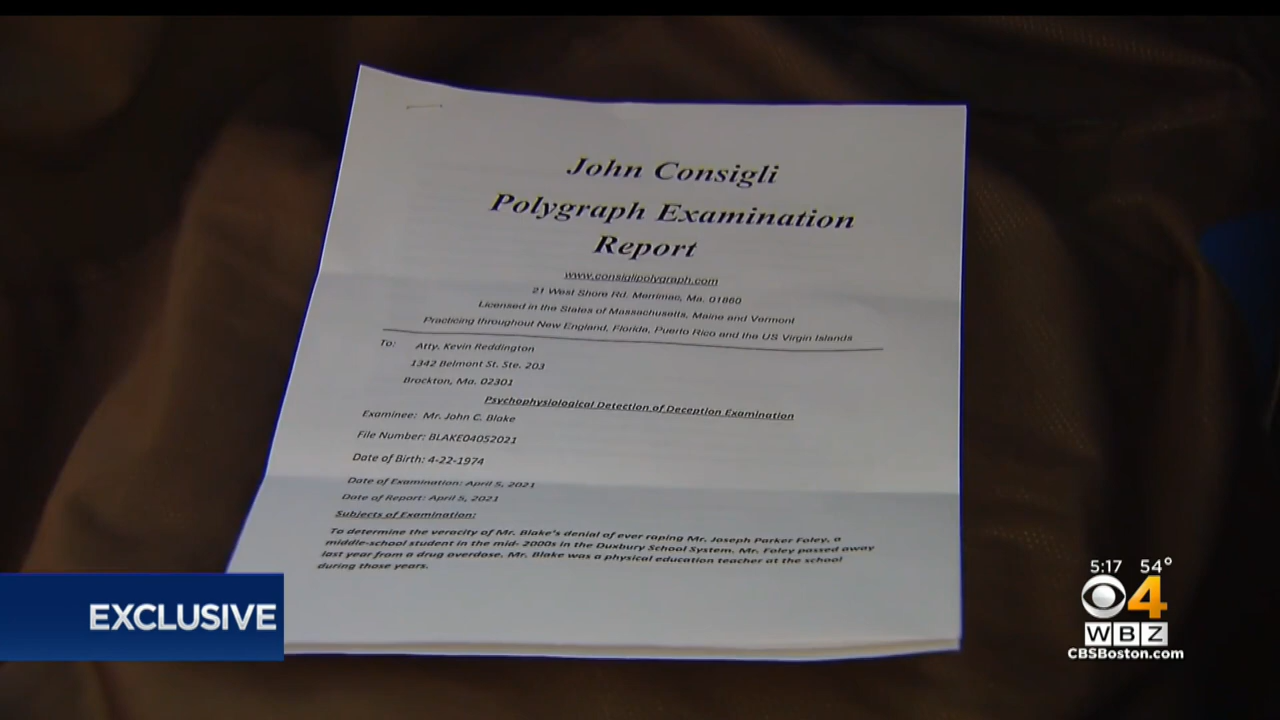 John Consigli
Polygraph Examination
Report
www.consiglipolygraph.com
21 West Shore Rd. Merrimac, Ma. 01860
Licensed in the States of Massachusetts, Maine and Vermont
Practicing throughout New England, Florida, Puerto Rico and the US Virgin Islands
To: Atty. Kevin Reddington
1342 Belmont St. Ste. 203
Brockton, Ma. 02301
Psychophysiological Detection of Deception Examination
Examinee: Mr. John C. Blake
File Number: BLAKE04052021
Date of Birth: 4-22-1974
Date of Examination: April 5, 2021
Date of Report: April 5, 2021
Subjects of Examination:
To determine the veracity of Mr. Blake's denial of ever raping Mr. Joseph Parker Foley, a
middle-school student in the mid- 2000s in the Duxbury School System. Mr. Foley passed away
last year from a drug overdose. Mr. Blake was a physical education teacher at the school
during those years.
EXCLUSIVE
5:17 54°
4
WBZ
CBSBoston.com